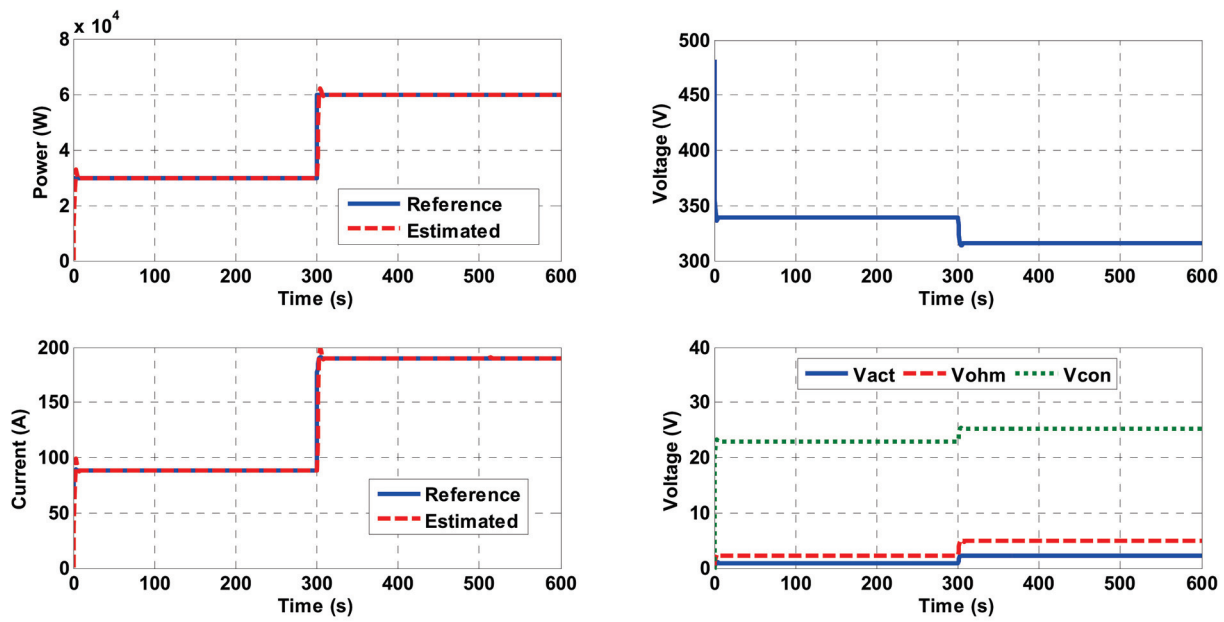 x 10⁴
8
6
4
2
0
Power (W)
Reference
Estimated
0 100 200 300 400 500 600
Time (s)
500
450
400
350
300
Voltage (V)
0 100 200 300 400 500 600
Time (s)
200
150
100
50
0
Current (A)
Reference
Estimated
0 100 200 300 400 500 600
Time (s)
40
30
20
10
0
Voltage (V)
Vact Vohm Vcon
0 100 200 300 400 500 600
Time (s)